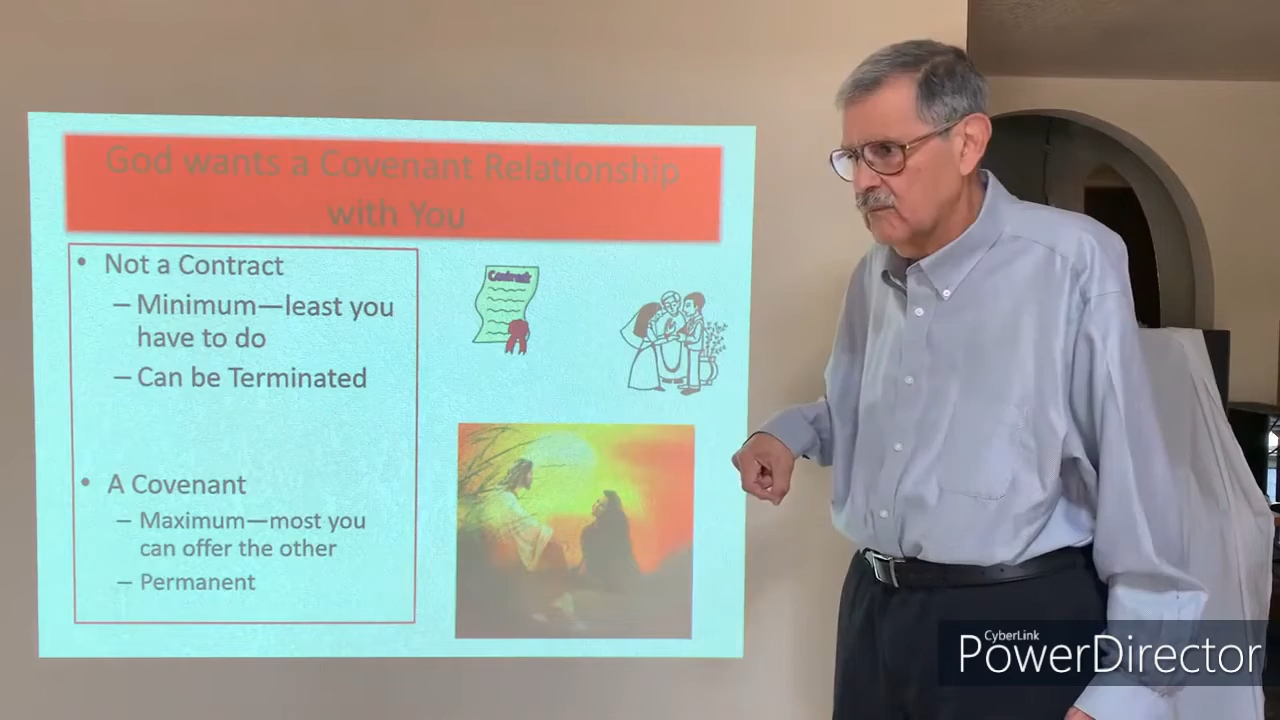 God wants a Covenant Relationship
with You
• Not a Contract
– Minimum—least you
have to do
– Can be Terminated
• A Covenant
– Maximum—most you
can offer the other
– Permanent
Contract
CyberLink
PowerDirector